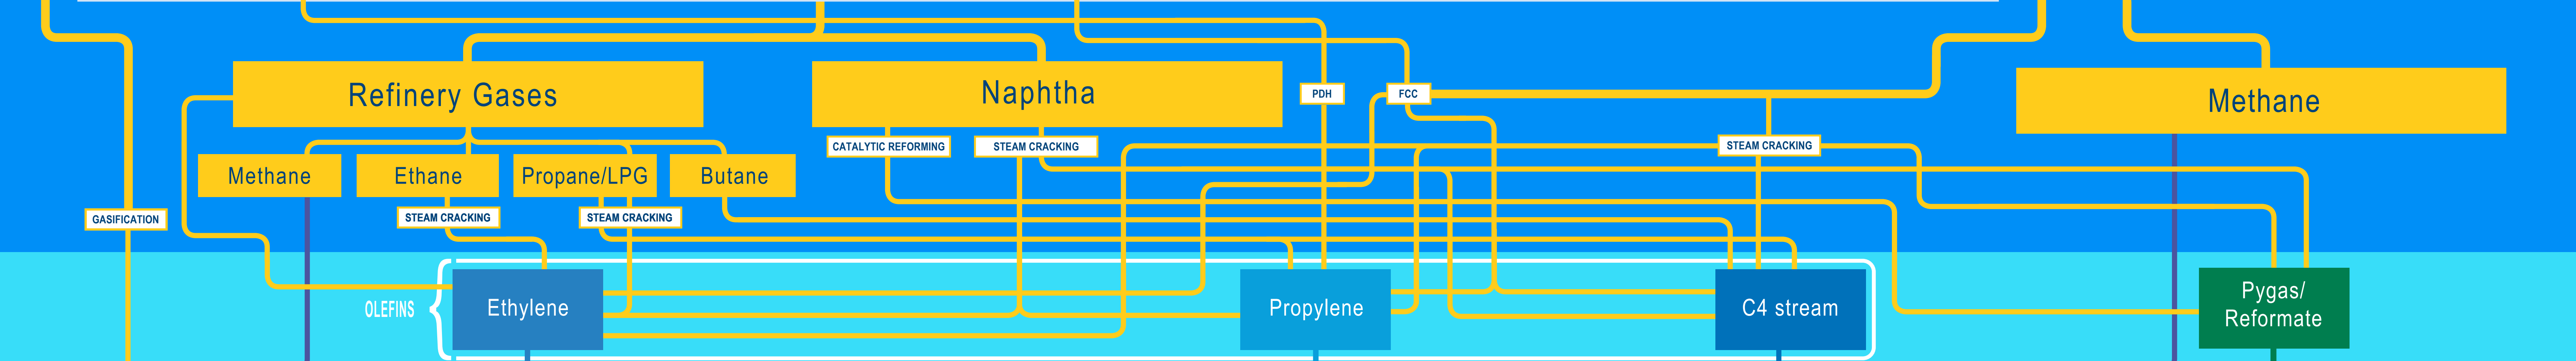 Refinery Gases
Naphtha
PDH
FCC
Methane
CATALYTIC REFORMING
STEAM CRACKING
STEAM CRACKING
Methane
Ethane
Propane/LPG
Butane
GASIFICATION
STEAM CRACKING
STEAM CRACKING
OLEFINS
Ethylene
Propylene
C4 stream
Pygas/
Reformate